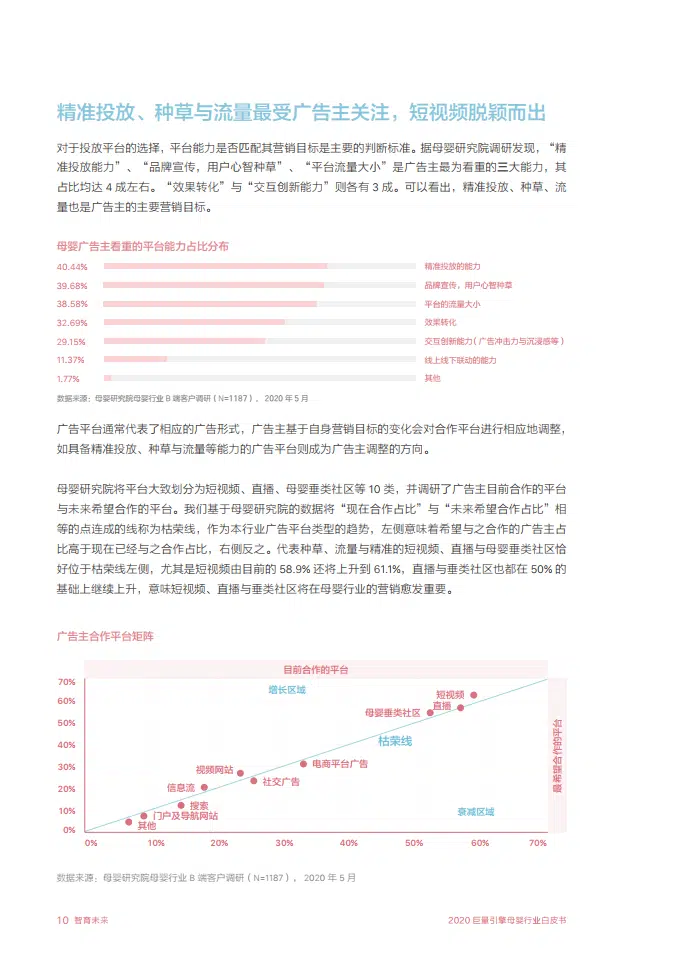 精准投放、种草与流量最受广告主关注，短视频脱颖而出
对于投放平台的选择，平台能力是否匹配其营销目标是主要的判断标准。据母婴研究院调研发现，“精
准投放能力”、“品牌宣传，用户心智种草”、“平台流量大小”是广告主最为看重的三大能力，其
占比均达 4 成左右。“效果转化”与“交互创新能力”则各有 3 成。可以看出，精准投放、种草、流
量也是广告主的主要营销目标。
母婴广告主看重的平台能力占比分布
40.44% 精准投放的能力
39.68% 品牌宣传，用户心智种草
38.58% 平台的流量大小
32.69% 效果转化
29.15% 交互创新能力（广告冲击力与沉浸感等）
11.37% 线上线下联动的能力
1.77% 其他
数据来源：母婴研究院母婴行业 B 端客户调研（N=1187），2020 年 5 月
广告平台通常代表了相应的广告形式，广告主基于自身营销目标的变化会对合作平台进行相应地调整，
如具备精准投放、种草与流量等能力的广告平台则成为广告主调整的方向。
母婴研究院将平台大致划分为短视频、直播、母婴垂类社区等 10 类，并调研了广告主目前合作的平台
与未来希望合作的平台。我们基于母婴研究院的数据将“现在合作占比”与“未来希望合作占比”相
等的点连成的线称为枯荣线，作为本行业广告平台类型的趋势，左侧意味着希望与之合作的广告主占
比高于现在已经与之合作占比，右侧反之。代表种草、流量与精准的短视频、直播与母婴垂类社区恰
好位于枯荣线左侧，尤其是短视频由目前的 58.9% 还将上升到 61.1%，直播与垂类社区也都在 50% 的
基础上继续上升，意味短视频、直播与垂类社区将在母婴行业的营销愈发重要。
广告主合作平台矩阵
目前合作的平台
70%
增长区域
短视频
60%
直播
母婴垂类社区
50%
枯荣线
40%
最希望合作的平台
电商平台广告
30%
视频网站
社交广告
信息流
20%
搜索
10%
门户及导航网站
衰减区域
其他
0%
0% 10% 20% 30% 40% 50% 60% 70%
数据来源：母婴研究院母婴行业 B 端客户调研（N=1187），2020 年 5 月
10 智育未来
2020 巨量引擎母婴行业白皮书